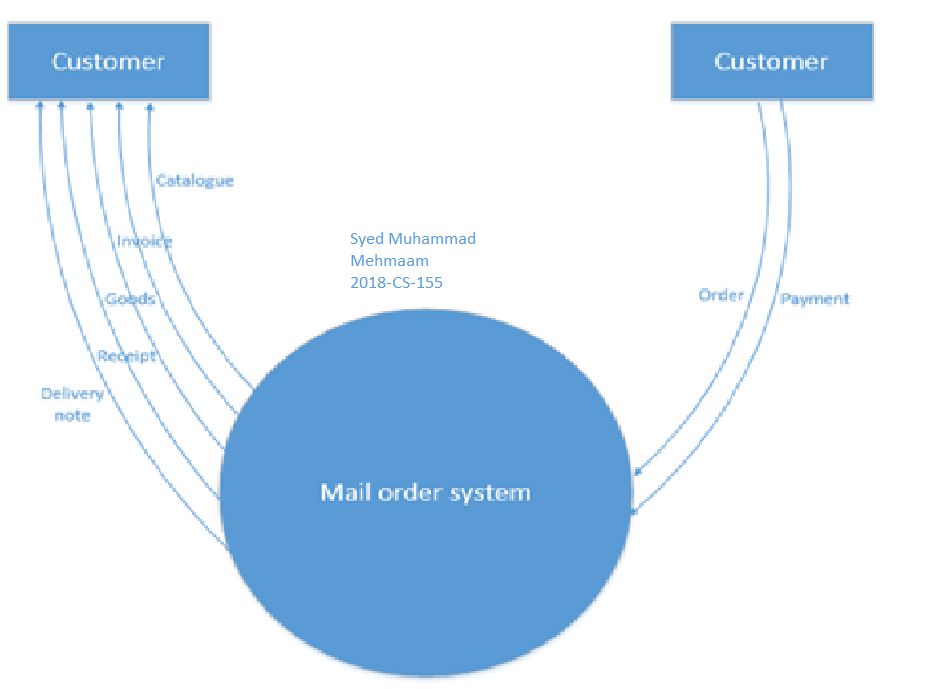 Customer
Customer
Catalogue
Syed Muhammad
Mehmaam
2018-CS-155
Invoice
Order
Payment
Goods
Receipt
Delivery
note
Mail order system